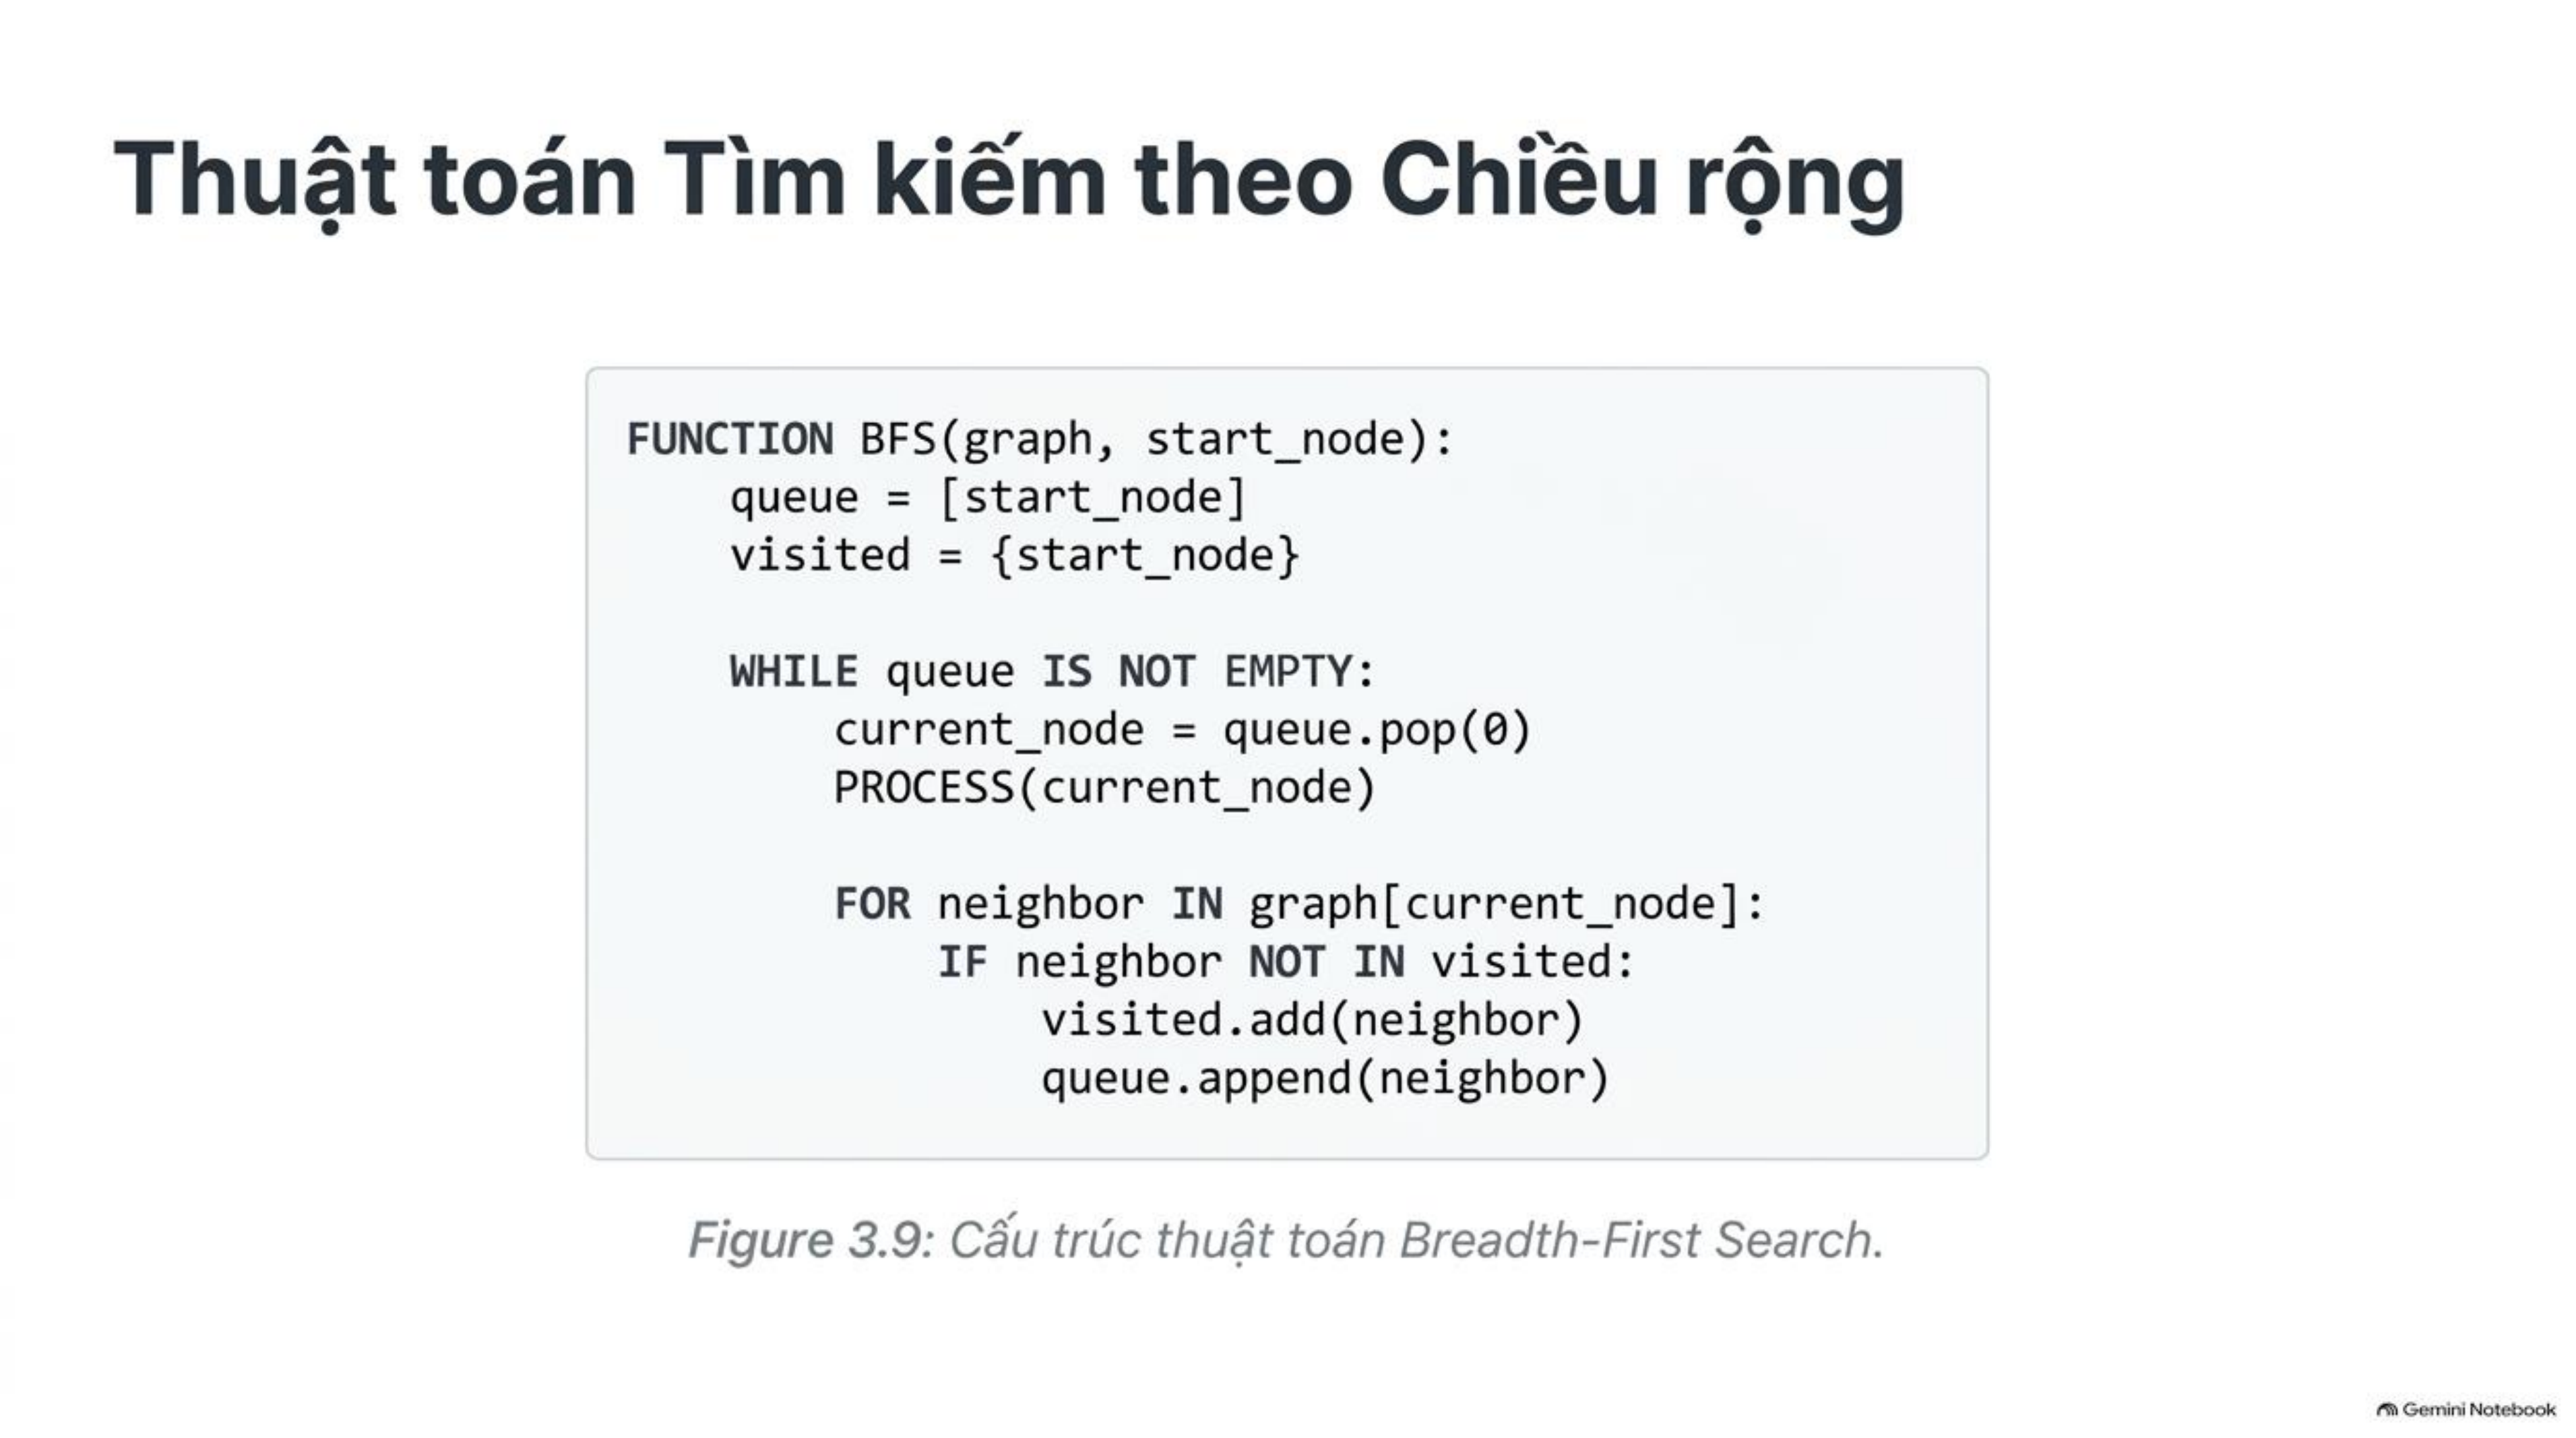 Thuật toán Tìm kiếm theo Chiều rộng
FUNCTION BFS(graph, start_node):
    queue = [start_node]
    visited = {start_node}

    WHILE queue IS NOT EMPTY:
        current_node = queue.pop(0)
        PROCESS(current_node)

        FOR neighbor IN graph[current_node]:
            IF neighbor NOT IN visited:
                visited.add(neighbor)
                queue.append(neighbor)
Figure 3.9: Cấu trúc thuật toán Breadth-First Search.
Gemini Notebook